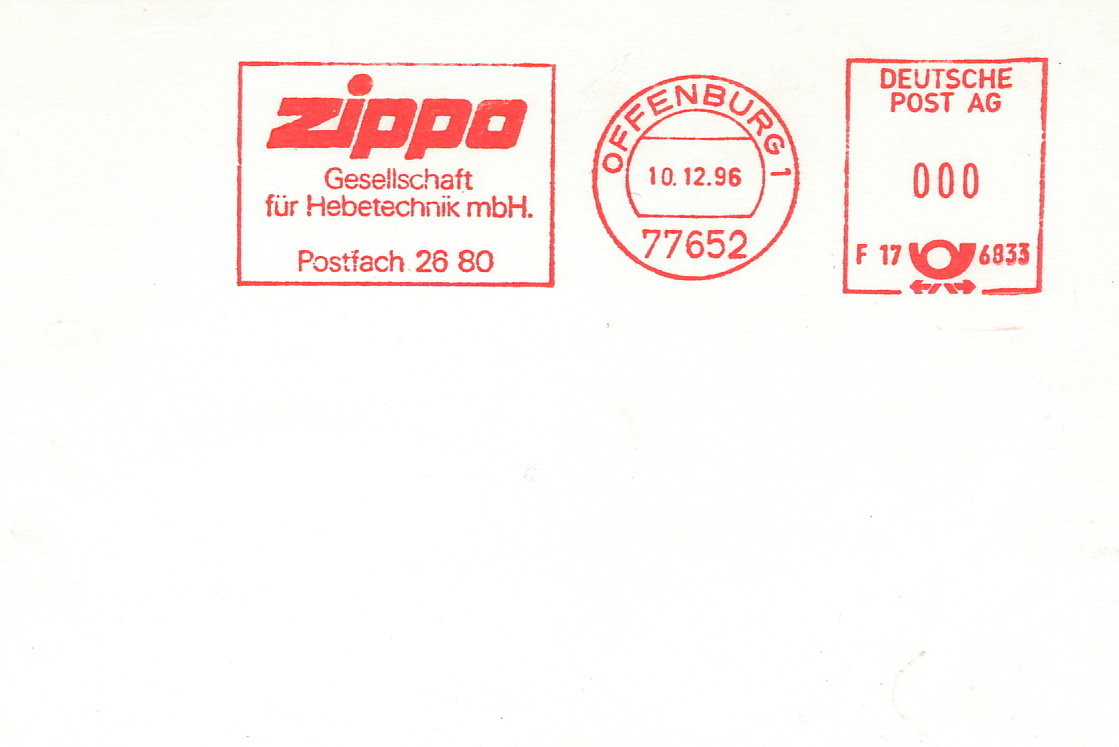 zippo
Gesellschaft
für Hebetechnik mbH.
Postfach 26 80
OFFENBURG 1
10.12.96
77652
DEUTSCHE
POST AG
000
F 17 6833